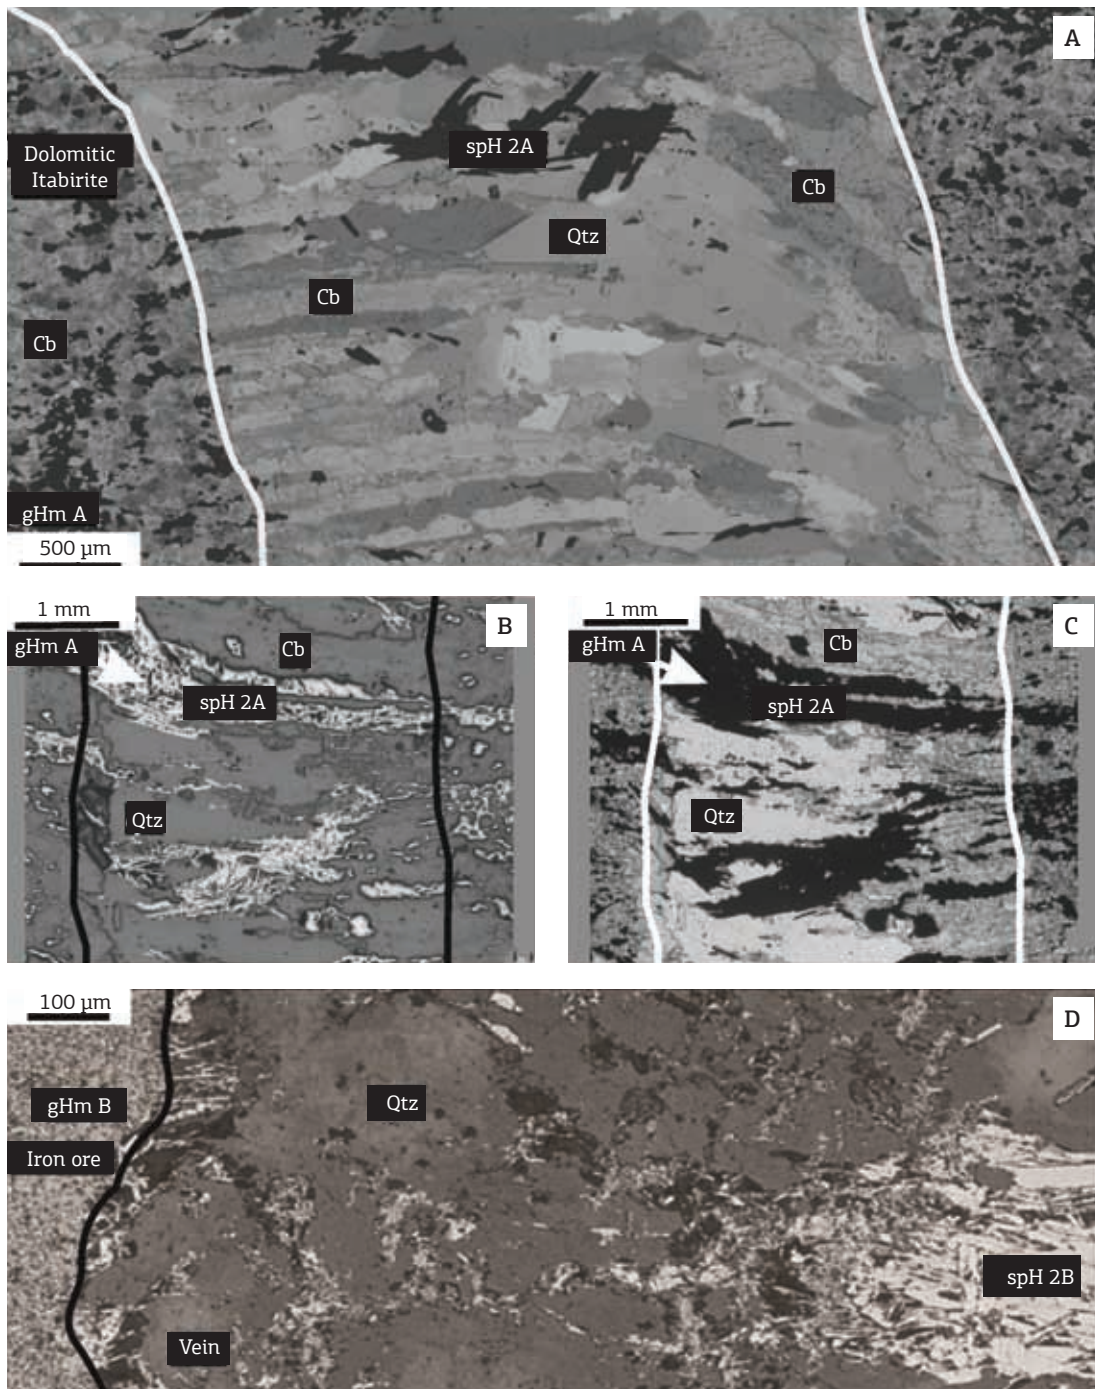 A
Dolomitic
Itabirite
spH 2A
Cb
Qtz
Cb
Cb
gHm A
500 µm
1 mm
B
gHm A
Cb
spH 2A
Qtz
1 mm
C
gHm A
Cb
spH 2A
Qtz
100 µm
D
gHm B
Qtz
Iron ore
spH 2B
Vein